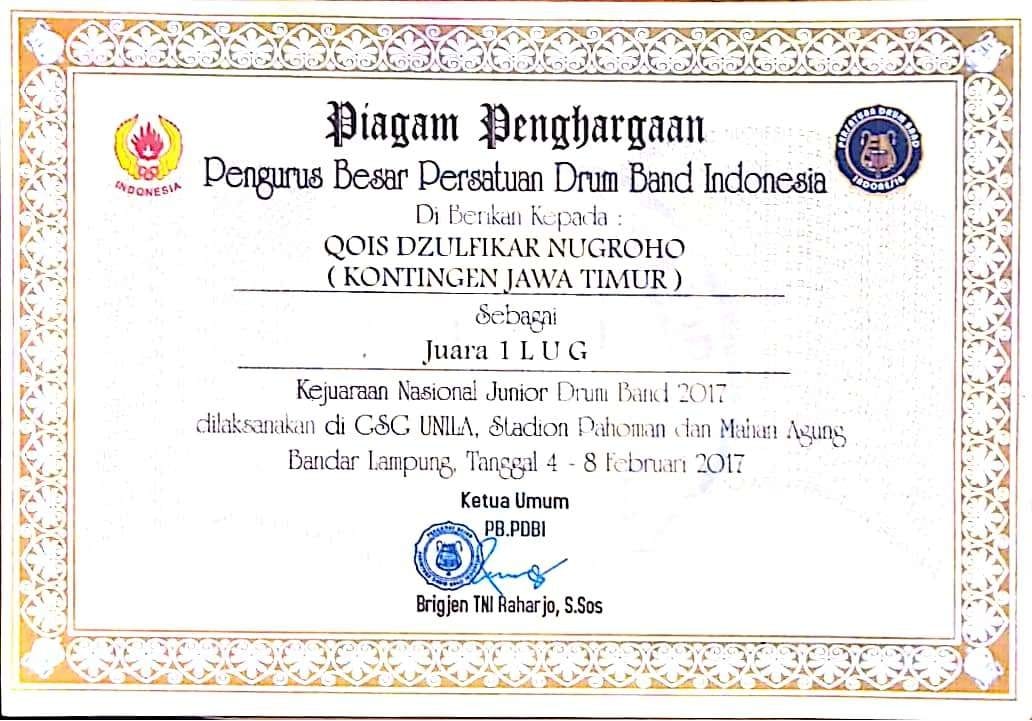 Piagam Penghargaan
INDONESIA
PERSATUAN DRUM BAND
INDONESIA
Pengurus Besar Persatuan Drum Band Indonesia
Di Berikan Kepada :
QOIS DZULFIKAR NUGROHO
( KONTINGEN JAWA TIMUR )
Sebagai
Juara 1 L U G
Kejuaraan Nasional Junior Drum Band 2017
dilaksanakan di GSG UNILA, Stadion Pahoman dan Mahan Agung
Bandar Lampung, Tanggal 4 - 8 Februari 2017
Ketua Umum
PB.PDBI
Brigjen TNI Raharjo, S.Sos